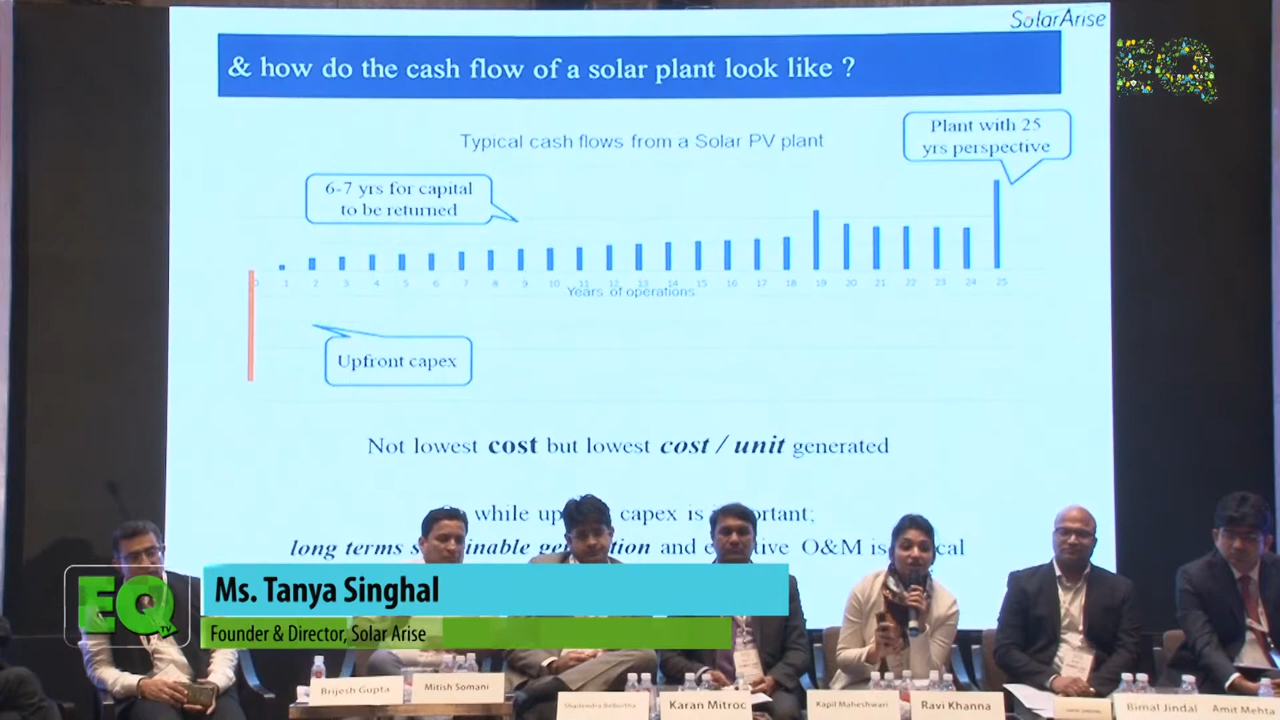 SolarArise
EQ
& how do the cash flow of a solar plant look like ?
Typical cash flows from a Solar PV plant
Plant with 25
yrs perspective
6-7 yrs for capital
to be returned
0 1 2 3 4 5 6 7 8 9 10 11 12 13 14 15 16 17 18 19 20 21 22 23 24 25
Years of operations
Upfront capex
Not lowest cost but lowest cost / unit generated
while capex is
long terms and O&M is
EQ
TV
Ms. Tanya Singhal
Founder & Director, Solar Arise
Brijesh Gupta
Mitish Somani
Karan Mitroo
Kapil Maheshwari
Ravi Khanna
Bimal Jindal
Amit Mehta